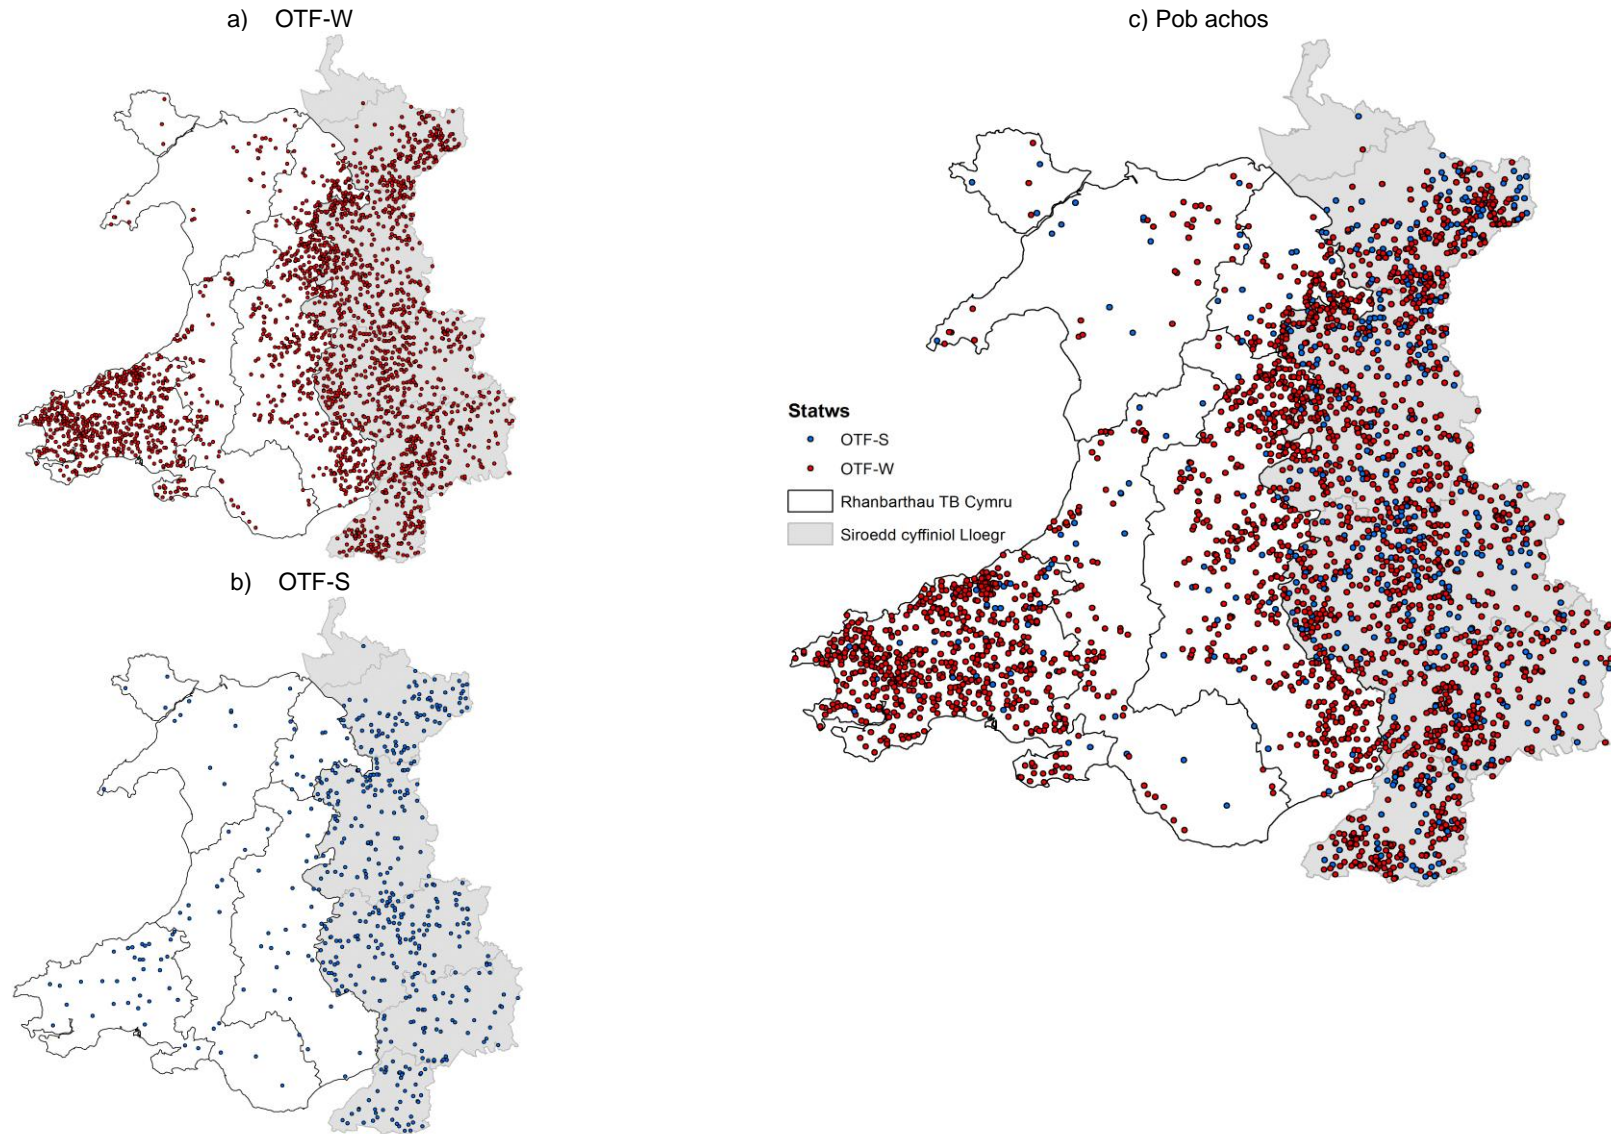 a) OTF-W
c) Pob achos
Statws
OTF-S
OTF-W
Rhanbarthau TB Cymru
Siroedd cyffiniol Lloegr
b) OTF-S